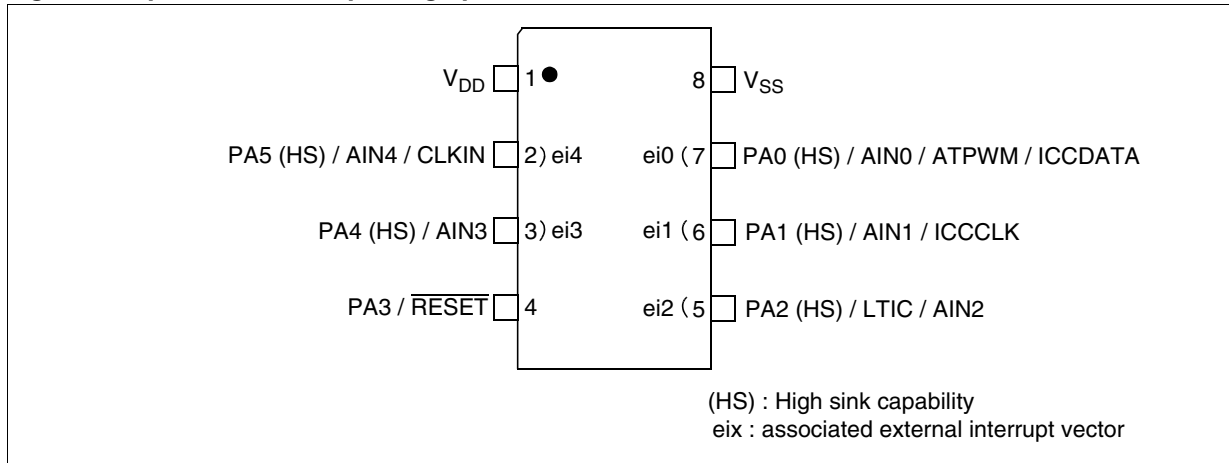 V_DD 1 8 V_SS
PA5 (HS) / AIN4 / CLKIN 2) ei4 ei0 (7 PA0 (HS) / AIN0 / ATPWM / ICCDATA
PA4 (HS) / AIN3 3) ei3 ei1 (6 PA1 (HS) / AIN1 / ICCCLK
PA3 / RESET 4 ei2 (5 PA2 (HS) / LTIC / AIN2
(HS) : High sink capability
eix : associated external interrupt vector